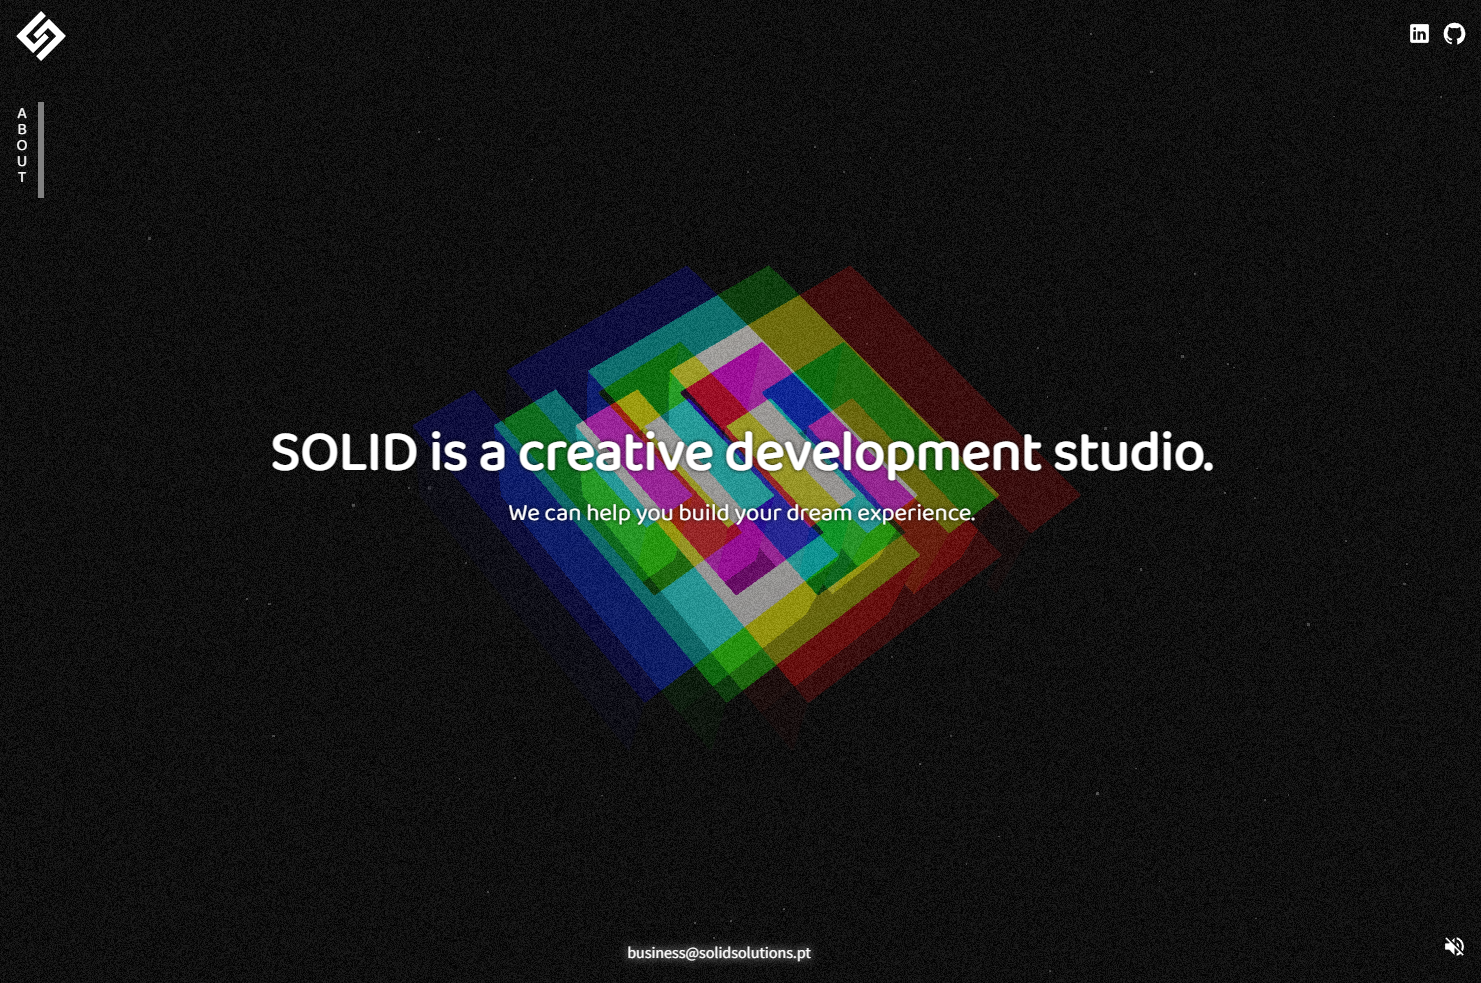 ABOUT
SOLID is a creative development studio.
We can help you build your dream experience.
business@solidsolutions.pt